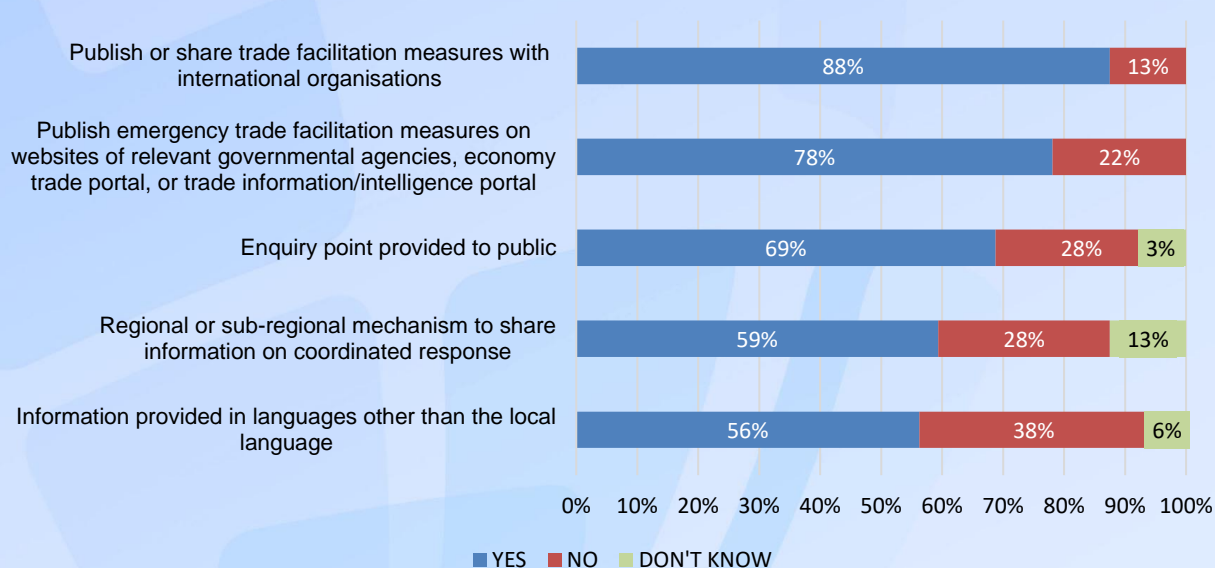 Publish or share trade facilitation measures with
international organisations
88% 13%
Publish emergency trade facilitation measures on
websites of relevant governmental agencies, economy
trade portal, or trade information/intelligence portal
78% 22%
Enquiry point provided to public
69% 28% 3%
Regional or sub-regional mechanism to share
information on coordinated response
59% 28% 13%
Information provided in languages other than the local
language
56% 38% 6%
0% 10% 20% 30% 40% 50% 60% 70% 80% 90% 100%
YES NO DON'T KNOW